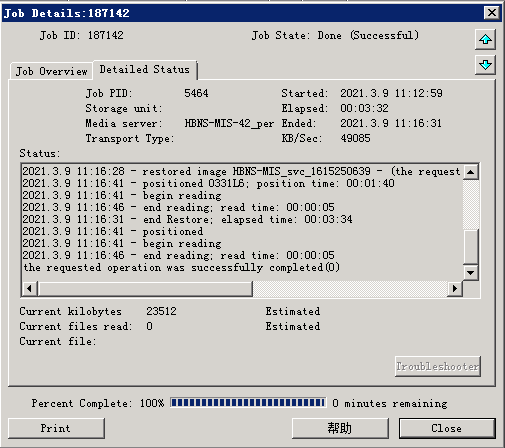 Job Details:187142
Job ID: 187142 Job State: Done (Successful)
Job Overview Detailed Status
Job PID: 5464 Started: 2021.3.9 11:12:59
Storage unit: Elapsed: 00:03:32
Media server: HBNS-MIS-42_per Ended: 2021.3.9 11:16:31
Transport Type: KB/Sec: 49085
Status:
2021.3.9 11:16:28 - restored image HBNS-MIS_svc_1615250639 - (the request
2021.3.9 11:16:41 - positioned 0331L6; position time: 00:01:40
2021.3.9 11:16:41 - begin reading
2021.3.9 11:16:46 - end reading; read time: 00:00:05
2021.3.9 11:16:31 - end Restore; elapsed time: 00:03:34
2021.3.9 11:16:41 - positioned
2021.3.9 11:16:41 - begin reading
2021.3.9 11:16:46 - end reading; read time: 00:00:05
the requested operation was successfully completed(0)
Current kilobytes 23512 Estimated
Current files read: 0 Estimated
Current file:
Troubleshooter
Percent Complete: 100% 0 minutes remaining
Print 帮助 Close